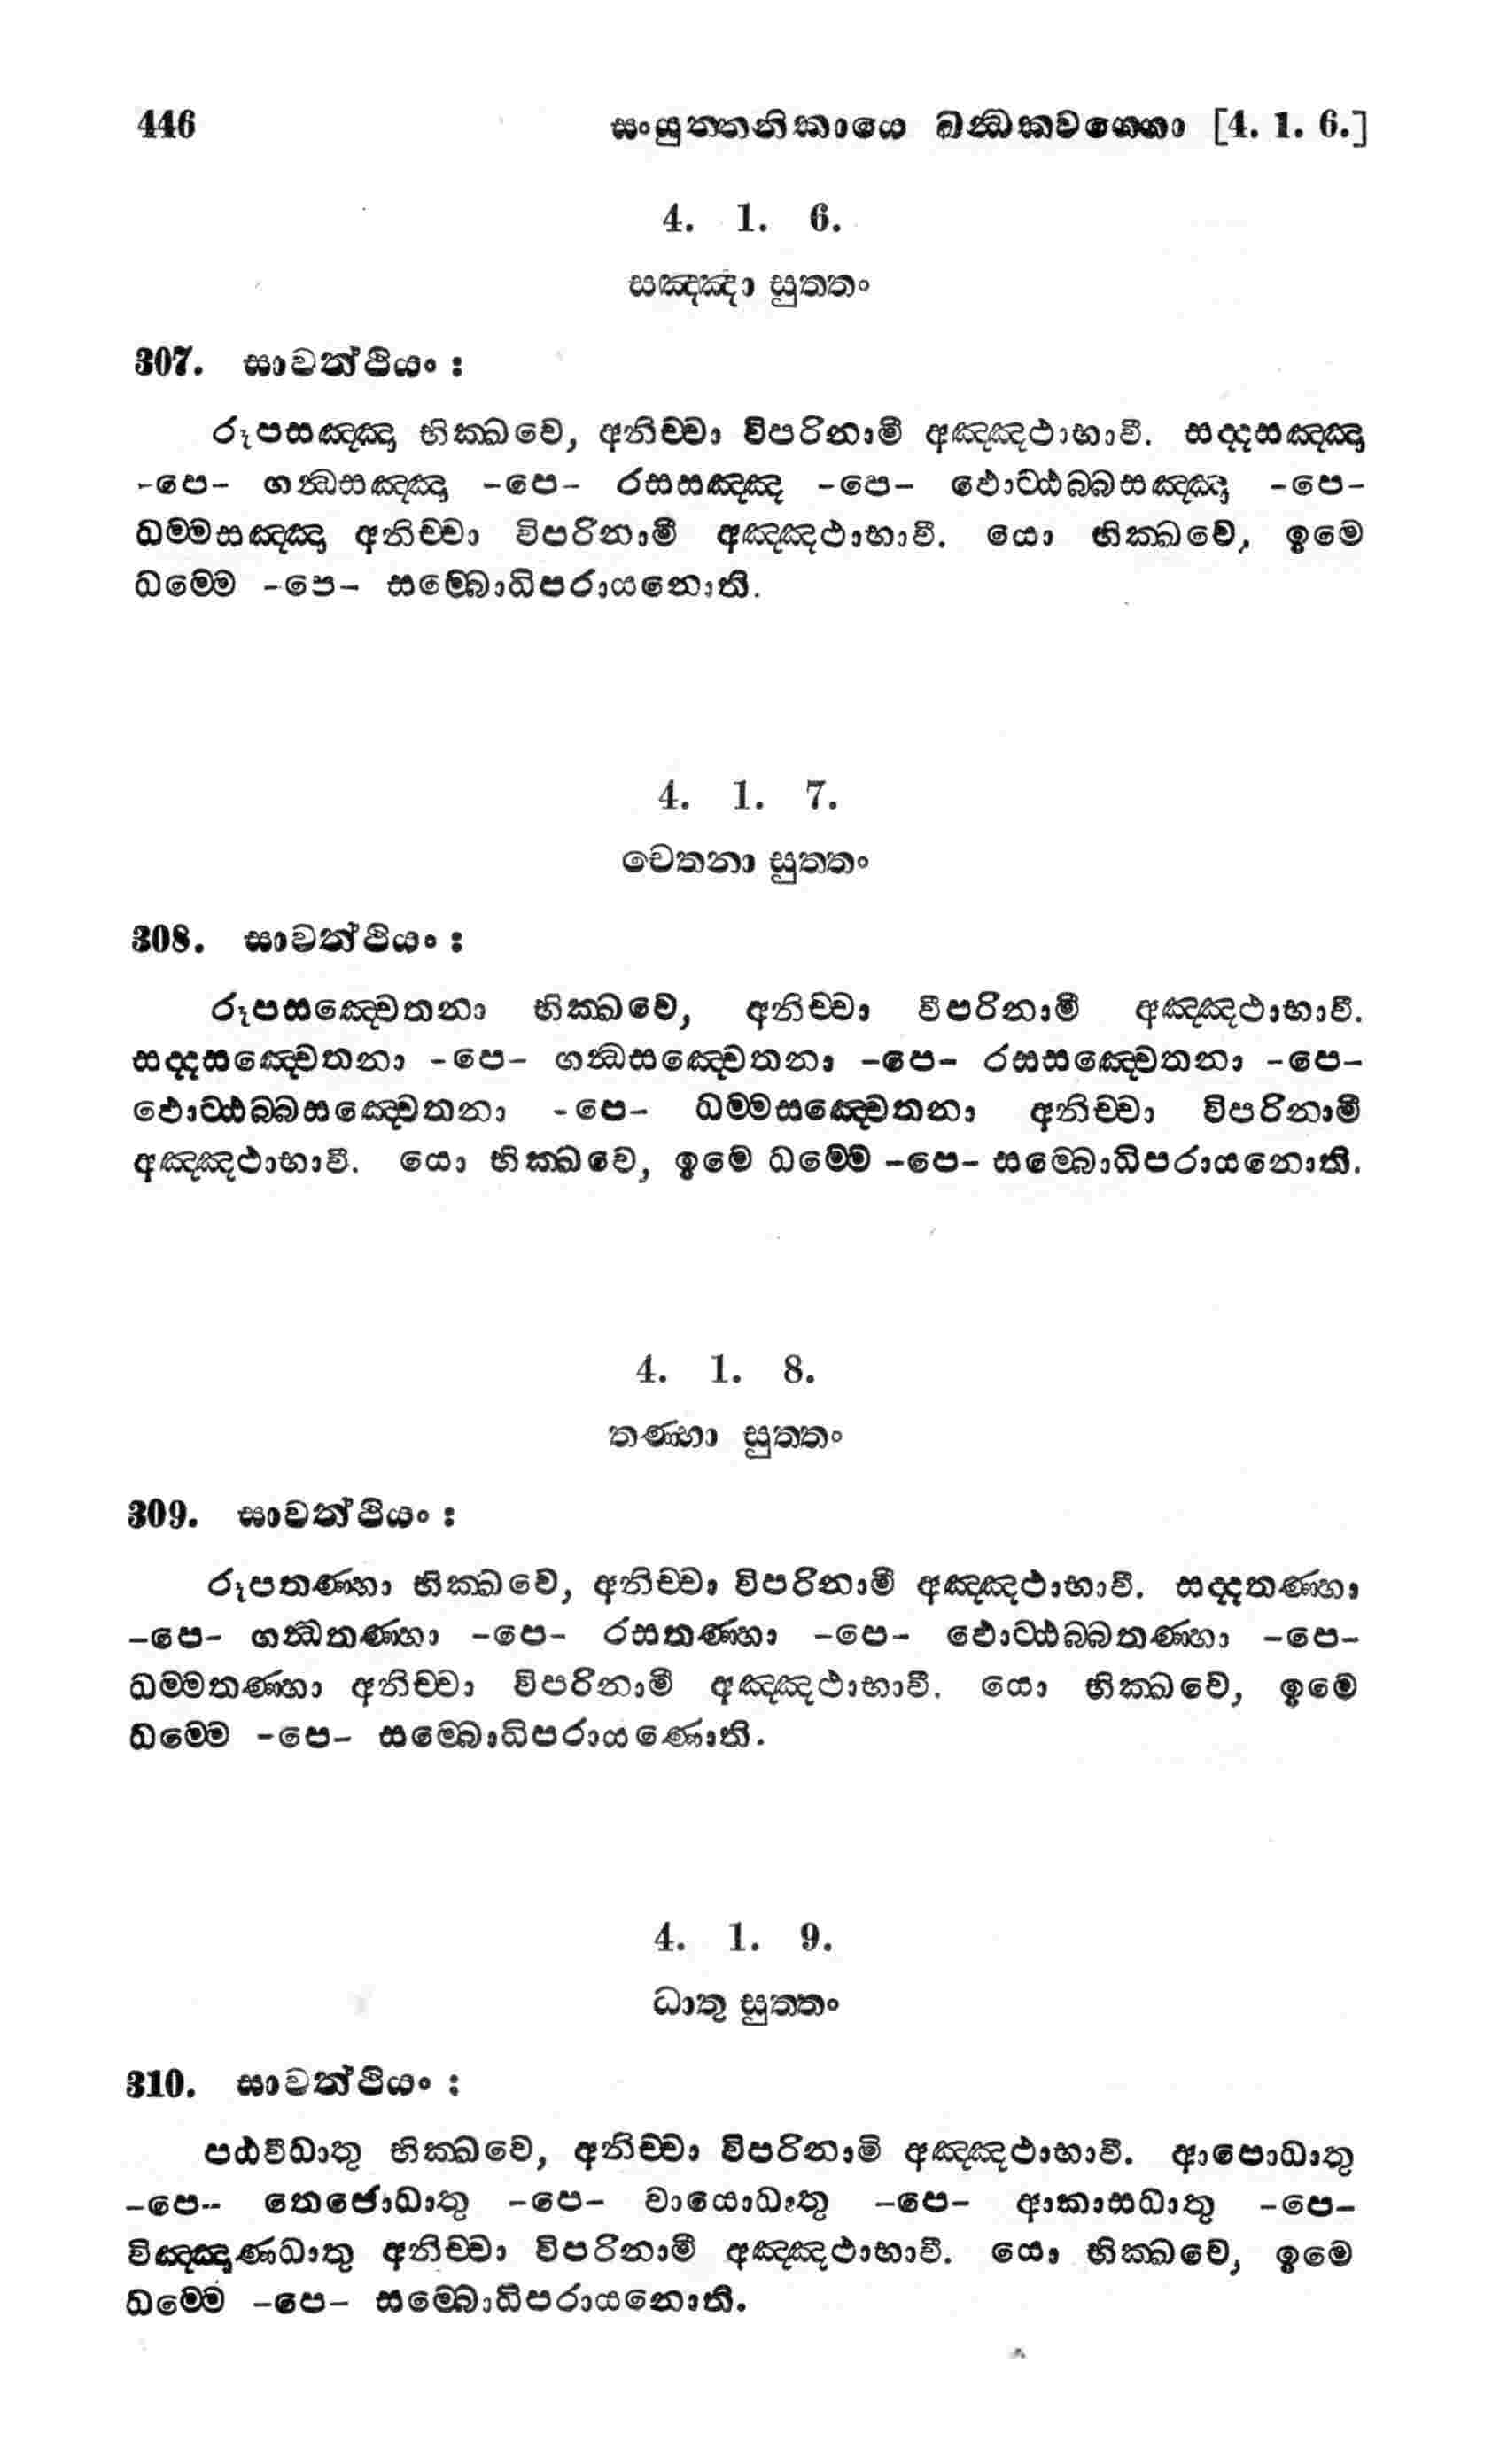 446 සංයුත්තනිකායෙ ඛන්ධකවග්ගො [4. 1. 6.]
4. 1. 6.
සඤ්ඤා සුත්තං
307. සාවත්ථියං :
රූපසඤ්ඤා භික්ඛවෙ, අනිච්චා විපරිනාමී අඤ්ඤථාභාවී. සද්දසඤ්ඤා
-පෙ- ගන්ධසඤ්ඤා -පෙ- රසසඤ්ඤ -පෙ- ඵොට්ඨබ්බසඤ්ඤා -පෙ-
ධම්මසඤ්ඤා අනිච්චා විපරිනාමී අඤ්ඤථාභාවී. යො භික්ඛවෙ, ඉමෙ
ධම්මෙ -පෙ- සම්බොධිපරායනොති.
4. 1. 7.
චෙතනා සුත්තං
308. සාවත්ථියං :
රූපසඤ්චෙතනා භික්ඛවෙ, අනිච්චා විපරිනාමී අඤ්ඤථාභාවී.
සද්දසඤ්චෙතනා -පෙ- ගන්ධසඤ්චෙතනා -පෙ- රසසඤ්චෙතනා -පෙ-
ඵොට්ඨබ්බසඤ්චෙතනා -පෙ- ධම්මසඤ්චෙතනා අනිච්චා විපරිනාමී
අඤ්ඤථාභාවී. යො භික්ඛවෙ, ඉමෙ ධම්මෙ -පෙ- සම්බොධිපරායනොති.
4. 1. 8.
තණ්හා සුත්තං
309. සාවත්ථියං :
රූපතණ්හා භික්ඛවෙ, අනිච්චා විපරිනාමී අඤ්ඤථාභාවී. සද්දතණ්හා
-පෙ- ගන්ධතණ්හා -පෙ- රසතණ්හා -පෙ- ඵොට්ඨබ්බතණ්හා -පෙ-
ධම්මතණ්හා අනිච්චා විපරිනාමී අඤ්ඤථාභාවී. යො භික්ඛවෙ, ඉමෙ
ධම්මෙ -පෙ- සම්බොධිපරායණොති.
4. 1. 9.
ධාතු සුත්තං
310. සාවත්ථියං :
පඨවීධාතු භික්ඛවෙ, අනිච්චා විපරිනාමි අඤ්ඤථාභාවී. ආපොධාතු
-පෙ- තෙජොධාතු -පෙ- වායොධාතු -පෙ- ආකාසධාතු -පෙ-
විඤ්ඤාණධාතු අනිච්චා විපරිනාමී අඤ්ඤථාභාවී. යො භික්ඛවෙ, ඉමෙ
ධම්මෙ -පෙ- සම්බොධිපරායනොති.